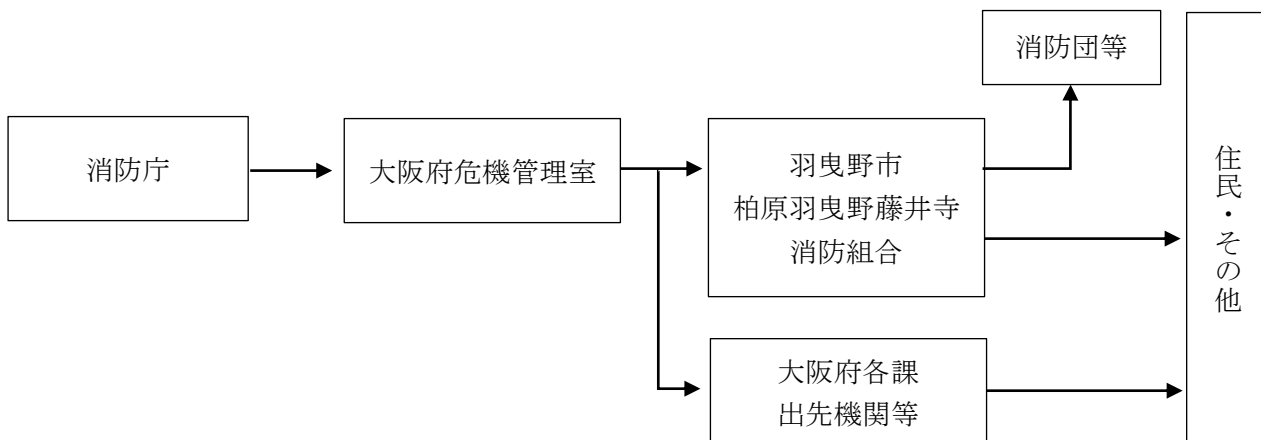 消防団等
消防庁
大阪府危機管理室
羽曳野市
柏原羽曳野藤井寺
消防組合
住民・その他
大阪府各課
出先機関等